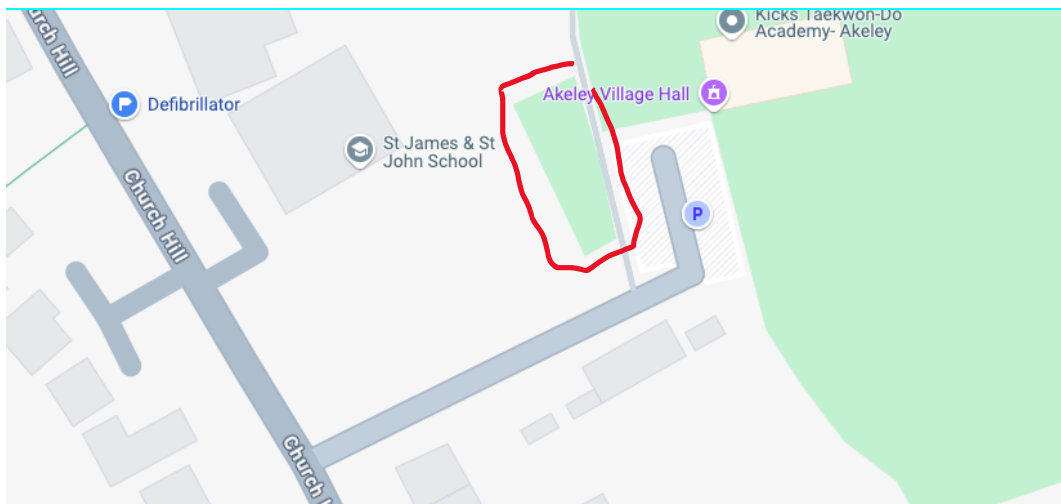 urch Hill
Kicks Taekwon-Do
Academy- Akeley
Akeley Village Hall
Defibrillator
St James & St
John School
Church Hill
P
Church Hill